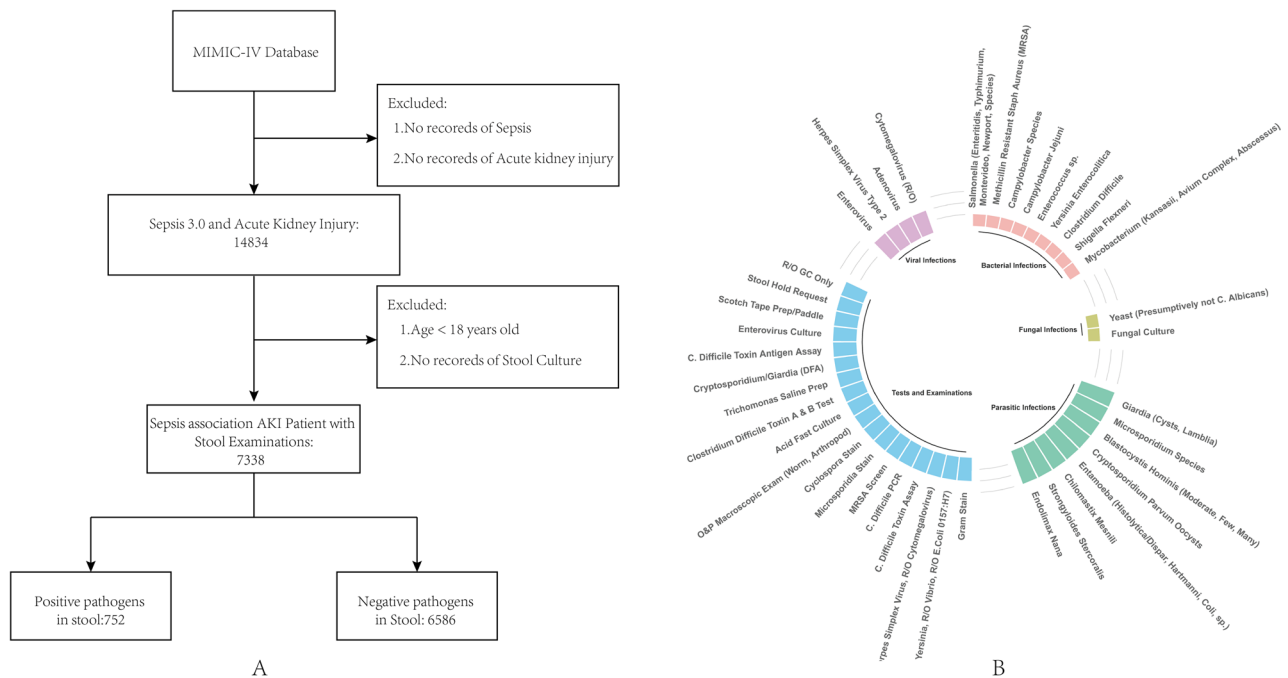 MIMIC-IV Database
Excluded:
1.No recoreds of Sepsis
2.No recoreds of Acute kidney injury
Sepsis 3.0 and Acute Kidney Injury:
14834
Excluded:
1.Age < 18 years old
2.No recoreds of Stool Culture
Sepsis association AKI Patient with
Stool Examinations:
7338
Positive pathogens
in stool:752
Negative pathogens
in Stool: 6586
A
Salmonella (Enteritidis, Typhimurium,
Montevideo, Newport, Species)
Methicillin Resistant Staph Aureus (MRSA)
Campylobacter Species
Campylobacter Jejuni
Enterococcus sp.
Yersinia Enterocolitica
Clostridium Difficile
Shigella Flexneri
Mycobacterium (Kansasii, Avium Complex, Abscessus)
Bacterial Infections
Yeast (Presumptively not C. Albicans)
Fungal Culture
Fungal Infections
Giardia (Cysts, Lamblia)
Microsporidium Species
Blastocystis Hominis (Moderate, Few, Many)
Cryptosporidium Parvum Oocysts
Entamoeba (Histolytica/Dispar, Hartmanni, Coli, sp.)
Chilomastix Mesnili
Strongyloides Stercoralis
Endolimax Nana
Parasitic Infections
Gram Stain
Yersinia, R/O Vibrio, R/O E.Coli 0157:H7)
rpes Simplex Virus, R/O Cytomegalovirus)
C. Difficile Toxin Assay
C. Difficile PCR
MRSA Screen
Microsporidia Stain
Cyclospora Stain
O&P Macroscopic Exam (Worm, Arthropod)
Acid Fast Culture
Clostridium Difficile Toxin A & B Test
Trichomonas Saline Prep
Cryptosporidium/Giardia (DFA)
C. Difficile Toxin Antigen Assay
Enterovirus Culture
Scotch Tape Prep/Paddle
Stool Hold Request
R/O GC Only
Tests and Examinations
Enterovirus
Herpes Simplex Virus Type 2
Adenovirus
Cytomegalovirus (R/O)
Viral Infections
B